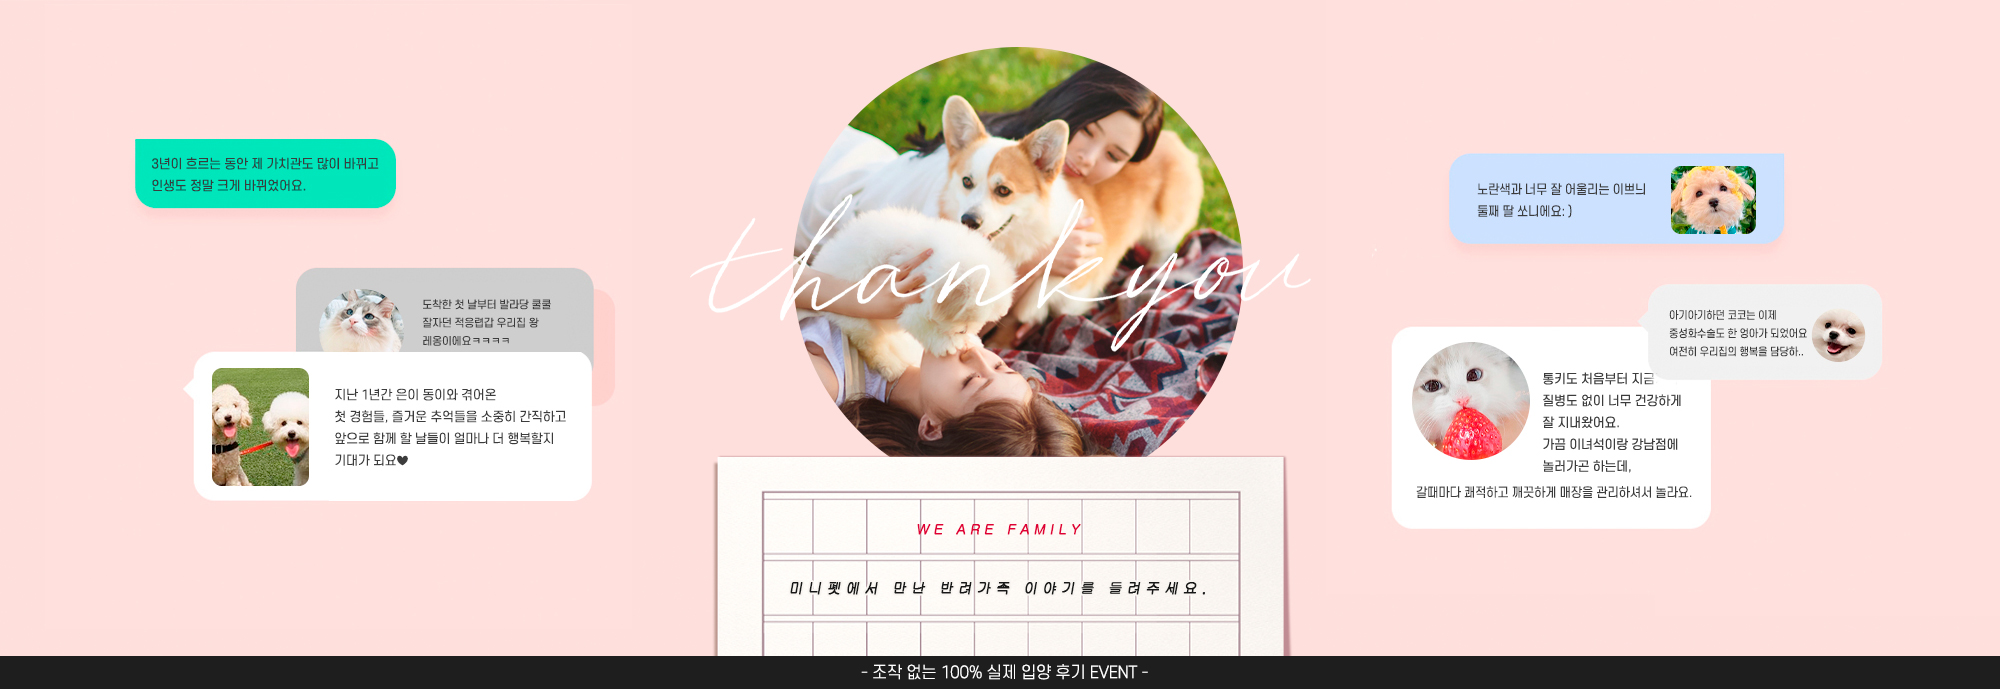 3년이 흐르는 동안 제 가치관도 많이 바뀌고
인생도 정말 크게 바뀌었어요.
도착한 첫 날부터 발라당 쿨쿨
잘자던 적응렵갑 우리집 왕
레옹이에요ㅋㅋㅋㅋ
지난 1년간 은이 동이와 겪어온
첫 경험들, 즐거운 추억들을 소중히 간직하고
앞으로 함께 할 날들이 얼마나 더 행복할지
기대가 되요♥
thankyou
WE ARE FAMILY
미니펫에서 만난 반려가족 이야기를 들려주세요.
노란색과 너무 잘 어울리는 이쁘늬
둘째 딸 쏘니에요: )
아기아기하던 코코는 이제
중성화수술도 한 엉아가 되었어요
여전히 우리집의 행복을 담당하..
통키도 처음부터 지금
질병도 없이 너무 건강하게
잘 지내왔어요.
가끔 이녀석이랑 강남점에
놀러가곤 하는데,
갈때마다 쾌적하고 깨끗하게 매장을 관리하셔서 놀라요.
- 조작 없는 100% 실제 입양 후기 EVENT -